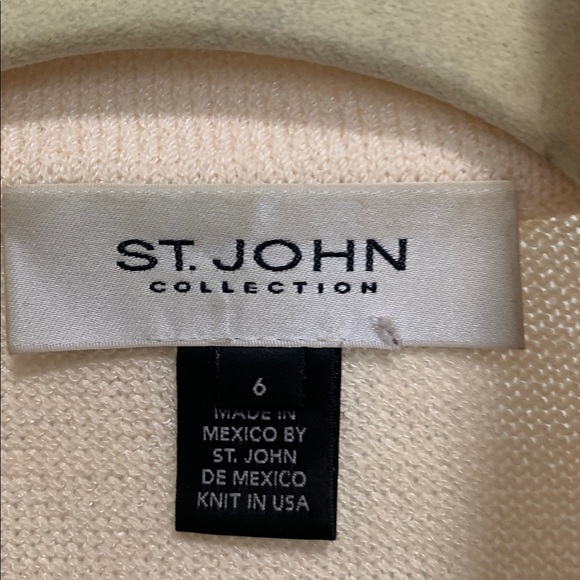 ST. JOHN
COLLECTION
6
MADE IN
MEXICO BY
ST. JOHN
DE MEXICO
KNIT IN USA